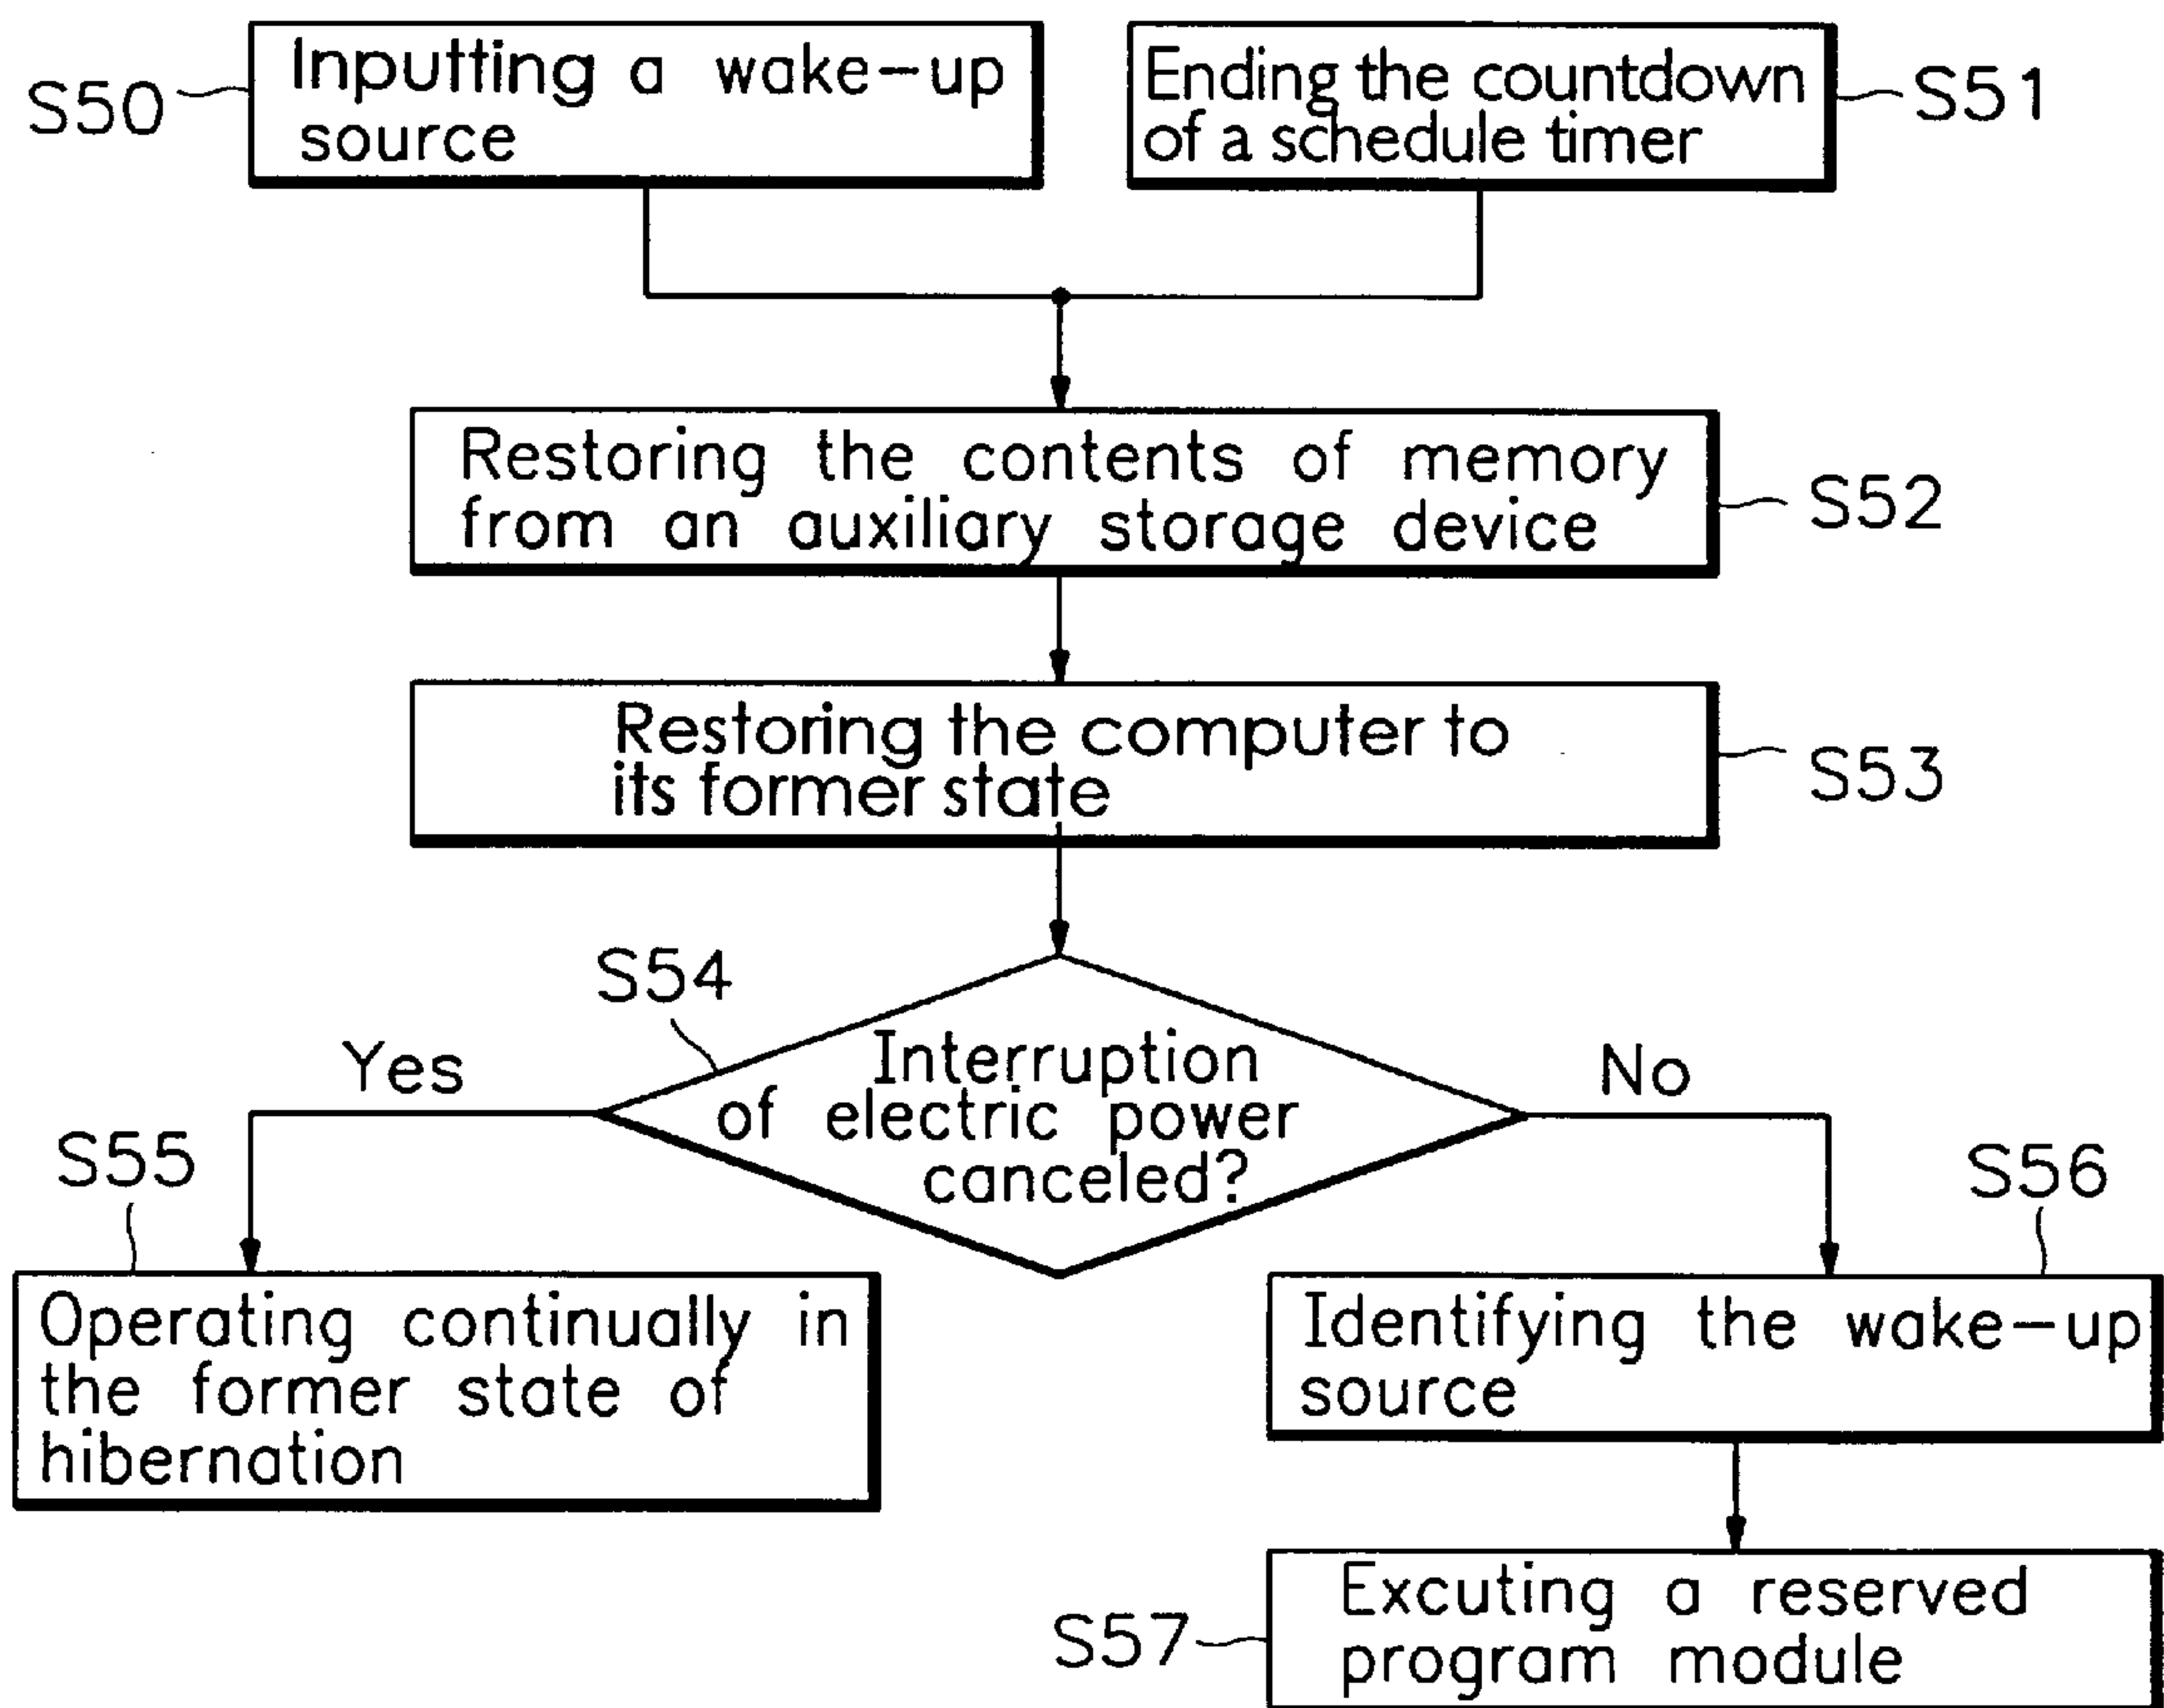 S50
Inputting a wake-up
source
Ending the countdown
of a schedule timer
S51
Restoring the contents of memory
from an auxiliary storage device
S52
Restoring the computer to
its former state
S53
S54
Interruption
of electric power
canceled?
Yes
No
S55
Operating continually in
the former state of
hibernation
S56
Identifying the wake-up
source
S57
Excuting a reserved
program module